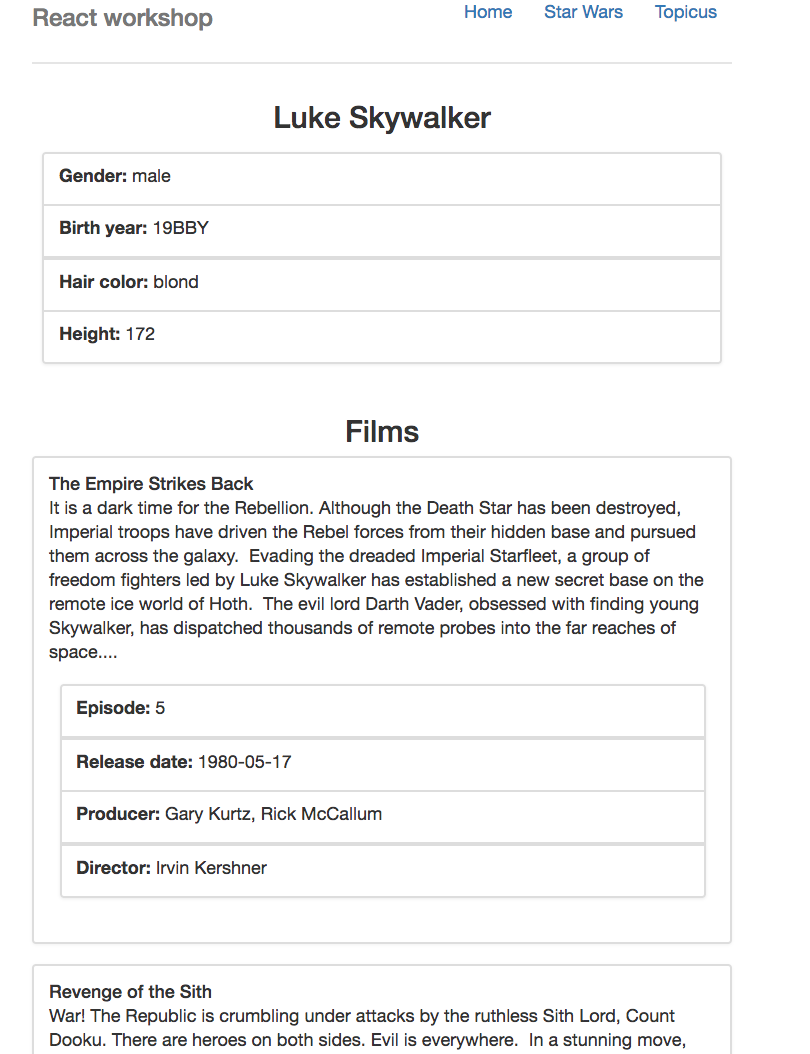 React workshop
Home Star Wars Topicus
Luke Skywalker
Gender: male
Birth year: 19BBY
Hair color: blond
Height: 172
Films
The Empire Strikes Back
It is a dark time for the Rebellion. Although the Death Star has been destroyed,
Imperial troops have driven the Rebel forces from their hidden base and pursued
them across the galaxy.  Evading the dreaded Imperial Starfleet, a group of
freedom fighters led by Luke Skywalker has established a new secret base on the
remote ice world of Hoth.  The evil lord Darth Vader, obsessed with finding young
Skywalker, has dispatched thousands of remote probes into the far reaches of
space....
Episode: 5
Release date: 1980-05-17
Producer: Gary Kurtz, Rick McCallum
Director: Irvin Kershner
Revenge of the Sith
War! The Republic is crumbling under attacks by the ruthless Sith Lord, Count
Dooku. There are heroes on both sides. Evil is everywhere.  In a stunning move,